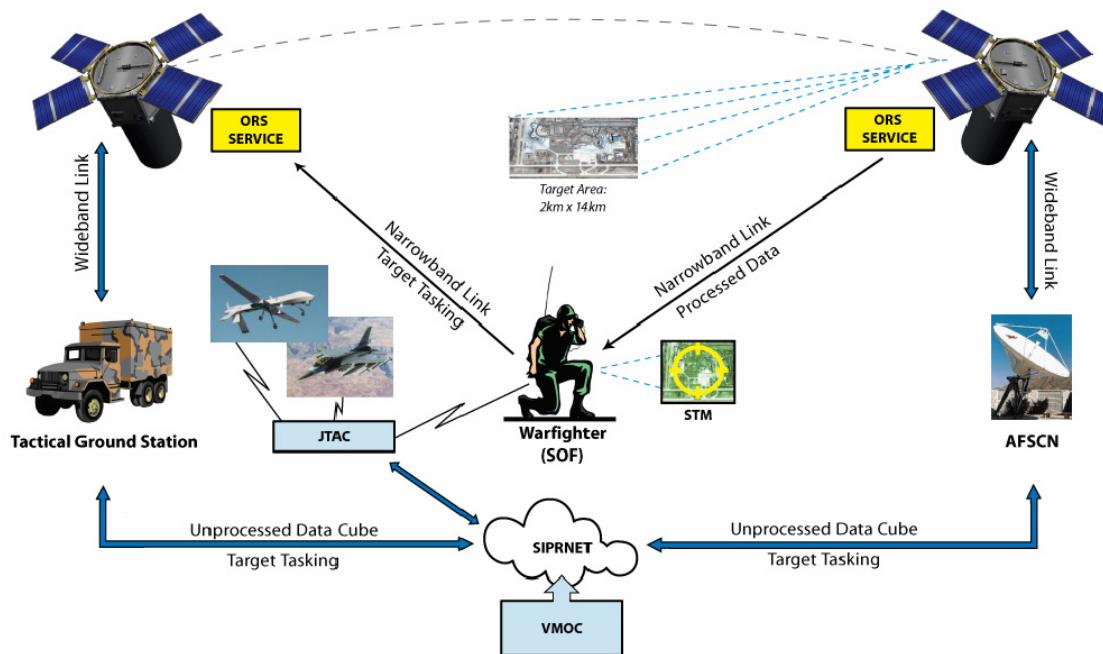 ORS
SERVICE
ORS
SERVICE
Target Area:
2km x 14km
Wideband Link
Narrowband Link
Target Tasking
Narrowband Link
Processed Data
Wideband Link
STM
JTAC
Tactical Ground Station
Warfighter
(SOF)
AFSCN
Unprocessed Data Cube
Target Tasking
SIPRNET
Unprocessed Data Cube
Target Tasking
VMOC